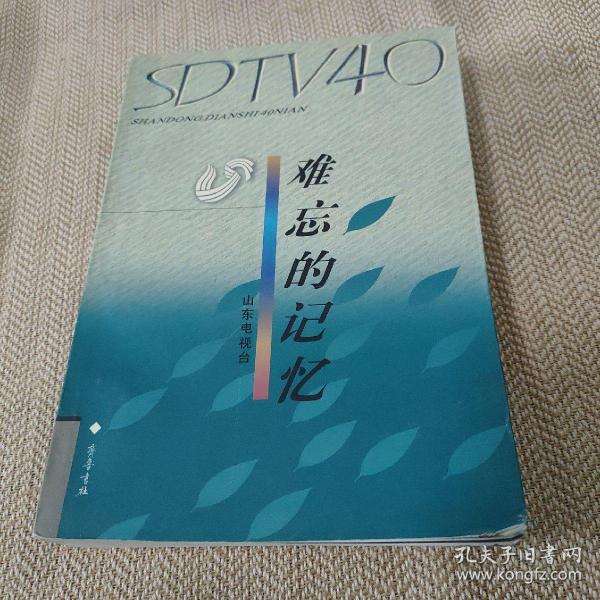 SDTV40
SHANDONG DIANSHI 40NIAN
难忘的记忆
山东电视台
齐鲁书社
孔夫子旧书网
www.kongfz.com